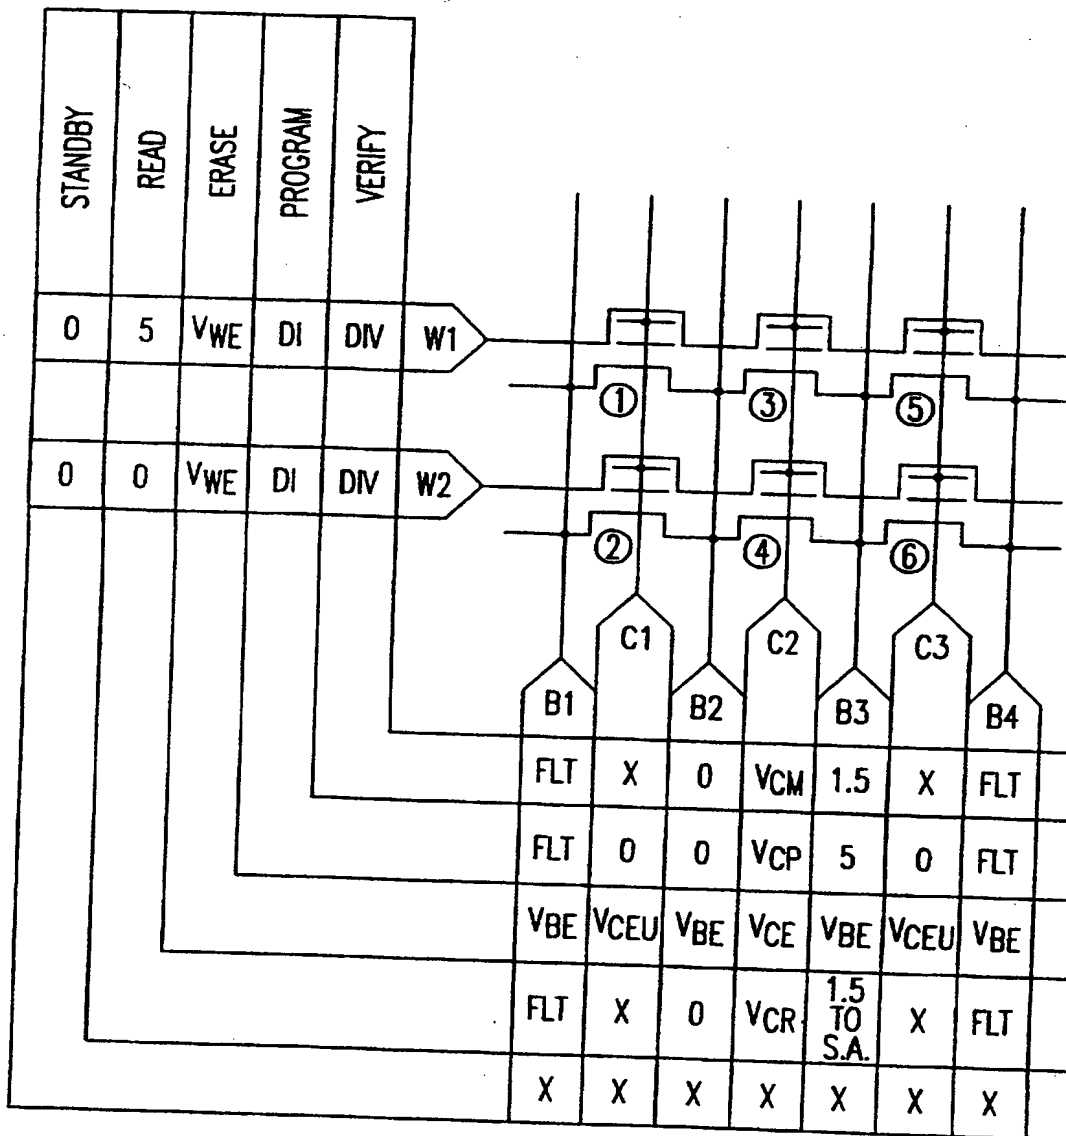 STANDBY READ ERASE PROGRAM VERIFY
0 5 VWE DI DIV W1
① ③ ⑤
0 0 VWE DI DIV W2
② ④ ⑥
C1 C2 C3
B1 B2 B3 B4
FLT X 0 VCM 1.5 X FLT
FLT 0 0 VCP 5 0 FLT
VBE VCEU VBE VCE VBE VCEU VBE
FLT X 0 VCR 1.5 TO S.A. X FLT
X X X X X X X